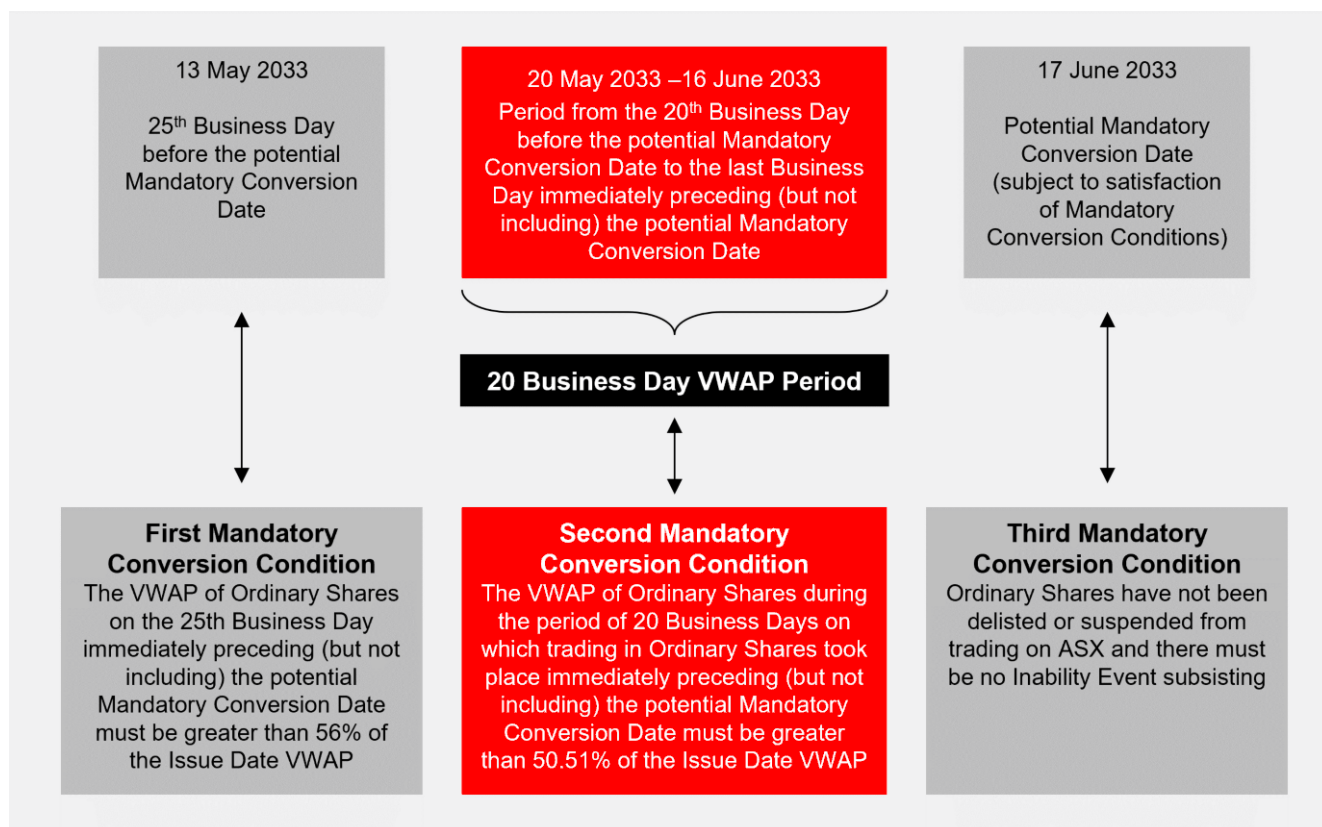 13 May 2033
25th Business Day
before the potential
Mandatory Conversion
Date
20 May 2033 –16 June 2033
Period from the 20th Business Day
before the potential Mandatory
Conversion Date to the last Business
Day immediately preceding (but not
including) the potential Mandatory
Conversion Date
17 June 2033
Potential Mandatory
Conversion Date
(subject to satisfaction
of Mandatory
Conversion Conditions)
20 Business Day VWAP Period
First Mandatory
Conversion Condition
The VWAP of Ordinary Shares
on the 25th Business Day
immediately preceding (but not
including) the potential
Mandatory Conversion Date
must be greater than 56% of
the Issue Date VWAP
Second Mandatory
Conversion Condition
The VWAP of Ordinary Shares during
the period of 20 Business Days on
which trading in Ordinary Shares took
place immediately preceding (but not
including) the potential Mandatory
Conversion Date must be greater
than 50.51% of the Issue Date VWAP
Third Mandatory
Conversion Condition
Ordinary Shares have not been
delisted or suspended from
trading on ASX and there must
be no Inability Event subsisting